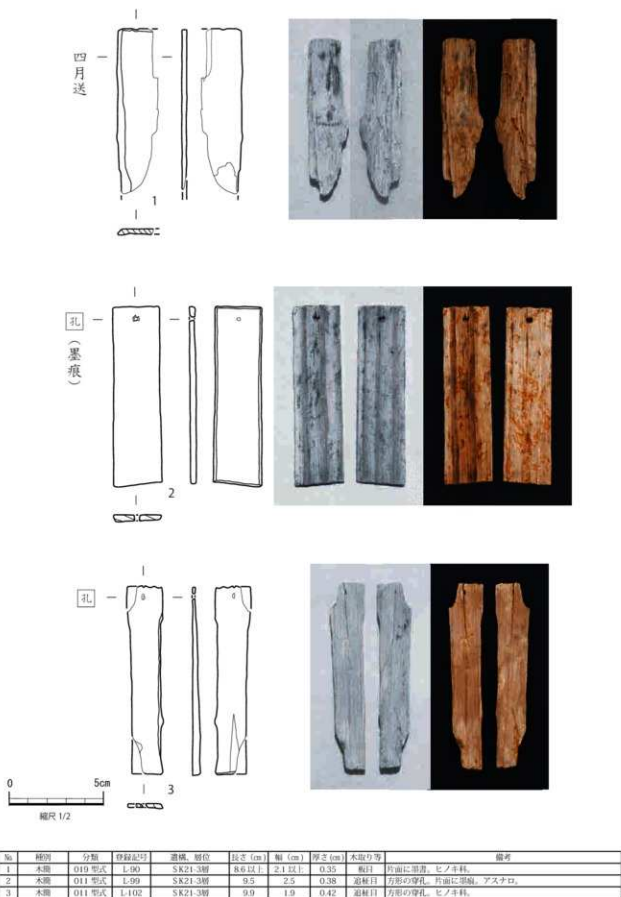 四月送
1
孔
（墨痕）
2
孔
3
0 5cm
縮尺 1/2
No. 種別 分類 登録記号 遺構、層位 長さ (cm) 幅 (cm) 厚さ (cm) 木取り等 備考
1 木簡 019 型式 L-90 SK21-3層 8.6 以上 2.1 以上 0.35 板目 片面に墨書。ヒノキ科。
2 木簡 011 型式 L-99 SK21-3層 9.5 2.5 0.38 追柾目 方形の穿孔。片面に墨痕。アスナロ。
3 木簡 011 型式 L-102 SK21-3層 9.9 1.9 0.42 追柾目 方形の穿孔。ヒノキ科。